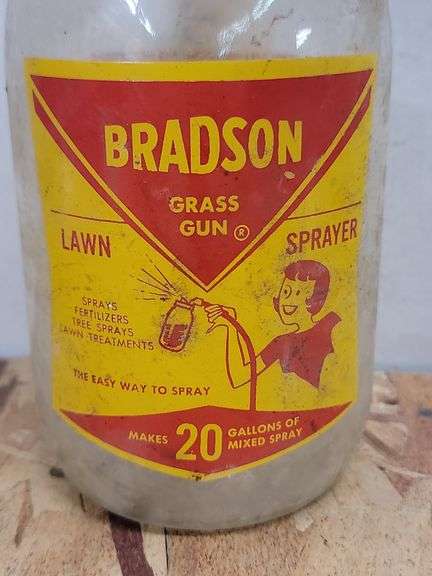 BRADSON
GRASS
GUN ®
LAWN SPRAYER
SPRAYS
FERTILIZERS
TREE SPRAYS
LAWN TREATMENTS
THE EASY WAY TO SPRAY
MAKES 20 GALLONS OF
MIXED SPRAY